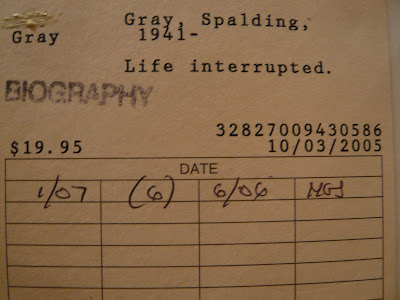 Gray, Spalding,
Gray 1941-
Life interrupted.
BIOGRAPHY
32827009430586
$19.95 10/03/2005
DATE
1/07 (6) 6/06 MGS